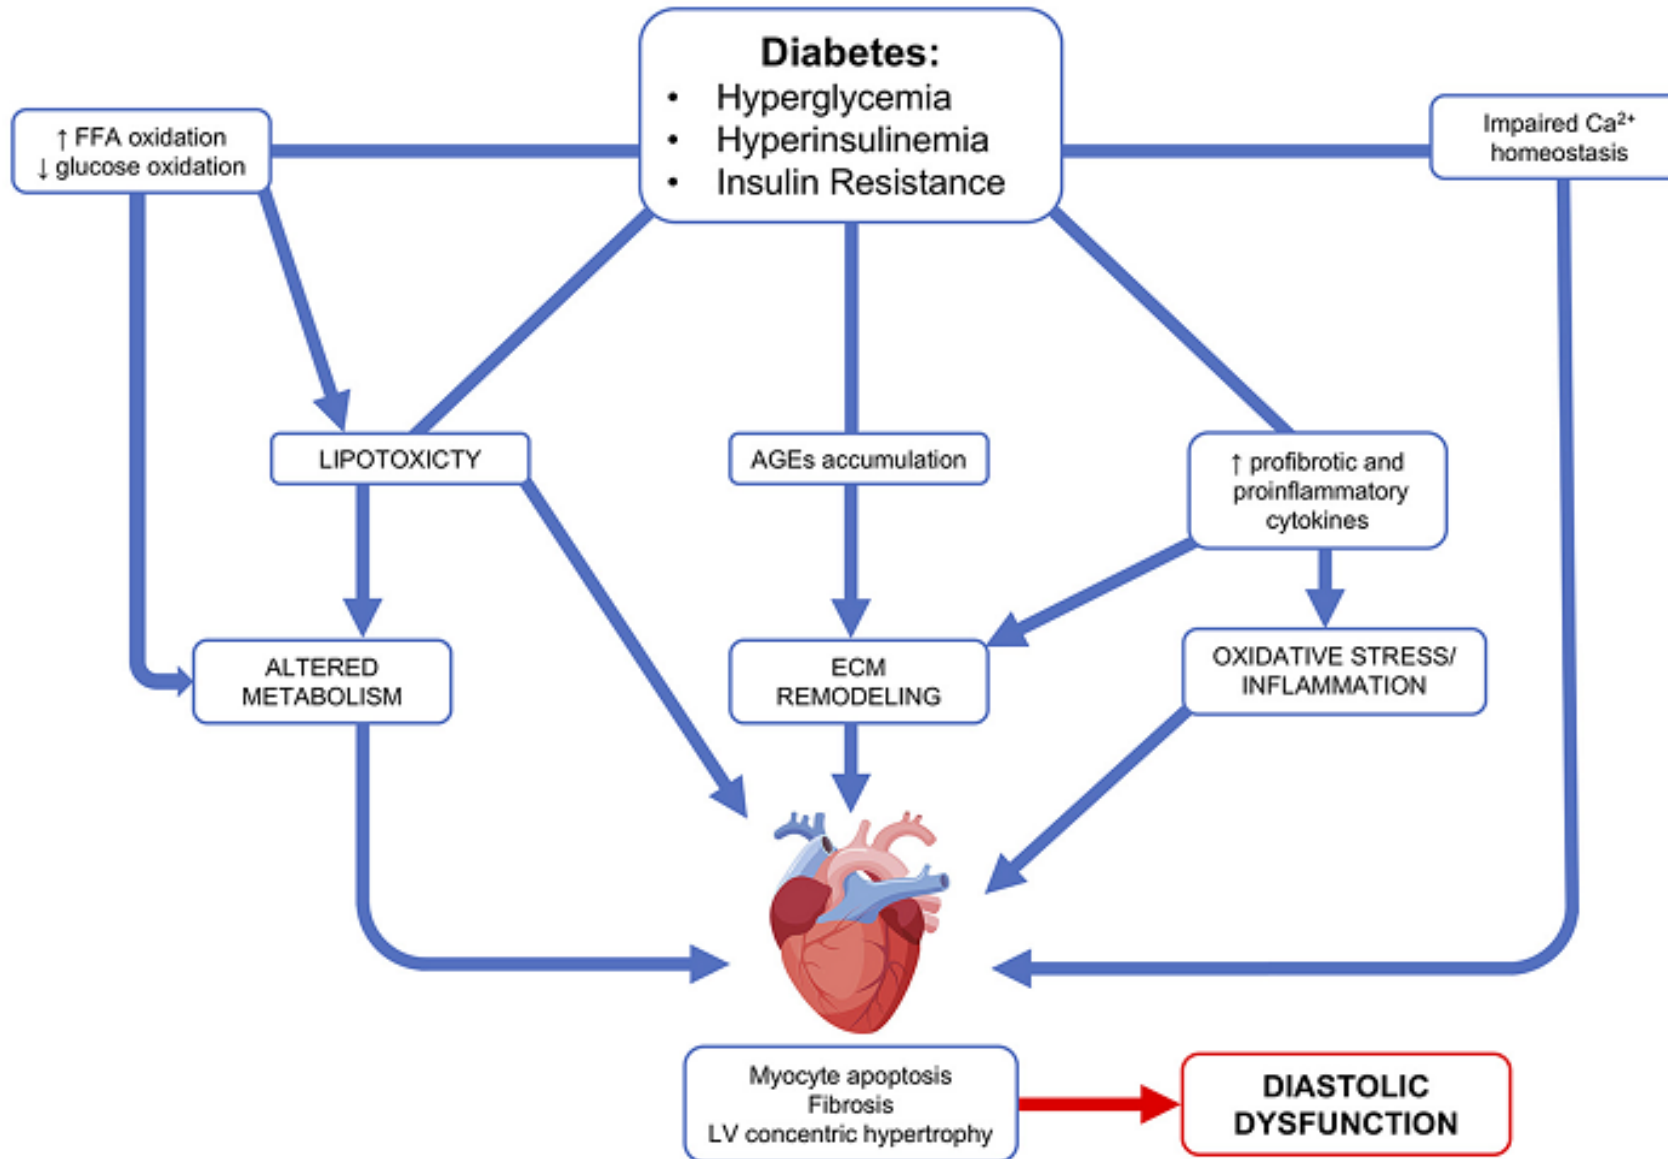 Diabetes:
• Hyperglycemia
• Hyperinsulinemia
• Insulin Resistance
↑ FFA oxidation
↓ glucose oxidation
Impaired Ca²⁺
homeostasis
LIPOTOXICTY
AGEs accumulation
↑ profibrotic and
proinflammatory
cytokines
ALTERED
METABOLISM
ECM
REMODELING
OXIDATIVE STRESS/
INFLAMMATION
Myocyte apoptosis
Fibrosis
LV concentric hypertrophy
DIASTOLIC
DYSFUNCTION